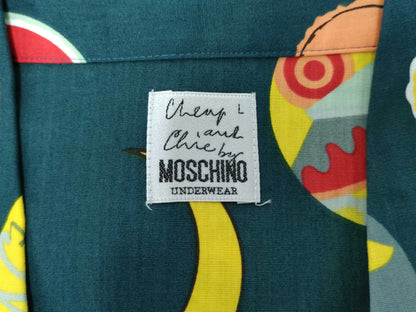 Cheap
and
Chic by
MOSCHINO
UNDERWEAR